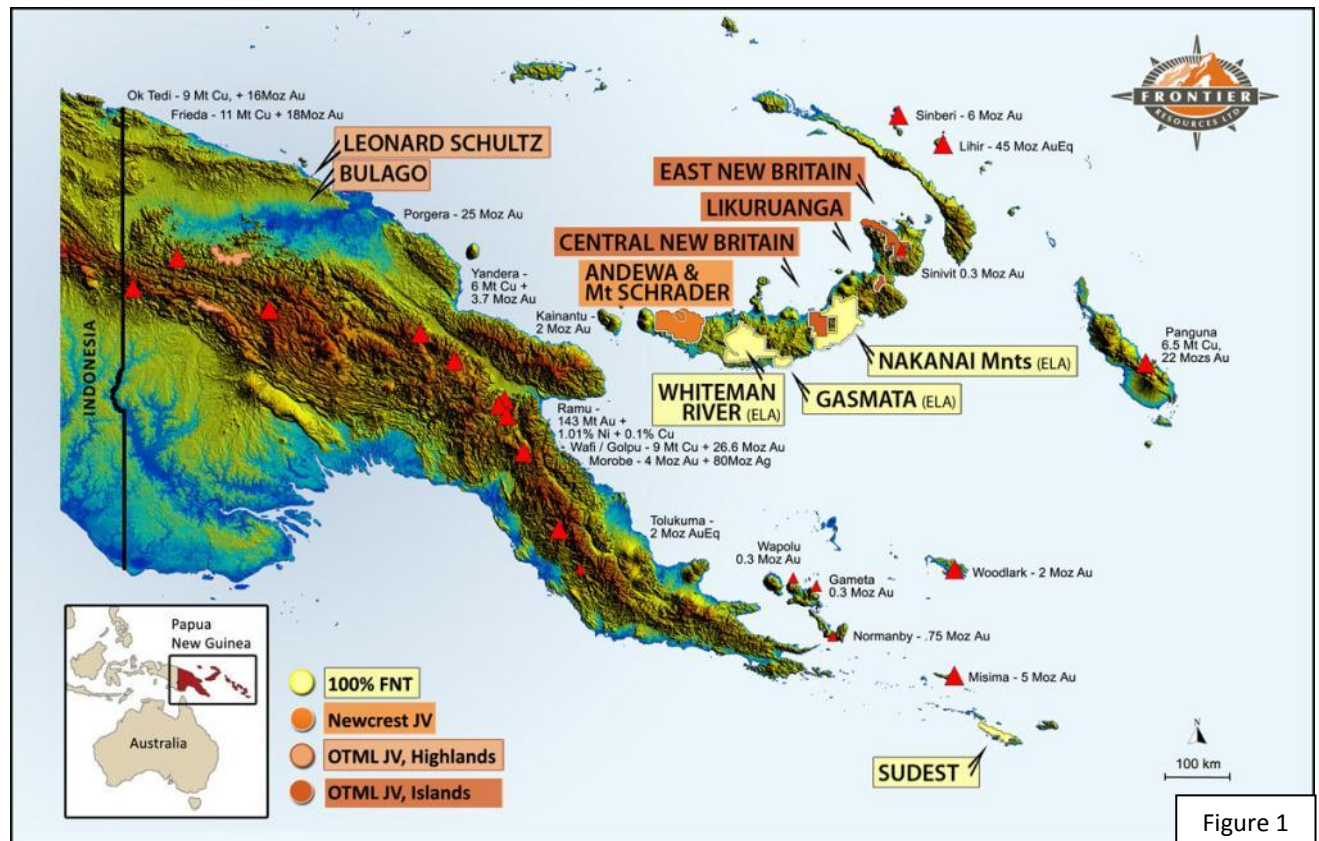 Ok Tedi - 9 Mt Cu, + 16Moz Au
Frieda - 11 Mt Cu + 18Moz Au
LEONARD SCHULTZ
BULAGO
Porgera - 25 Moz Au
Yandera -
6 Mt Cu +
3.7 Moz Au
Kainantu -
2 Moz Au
INDONESIA
EAST NEW BRITAIN
LIKURUANGA
CENTRAL NEW BRITAIN
ANDEWA &
Mt SCHRADER
FRONTIER
RESOURCES LTD
Sinberi - 6 Moz Au
Lihir - 45 Moz AuEq
Sinivit 0.3 Moz Au
Panguna
6.5 Mt Cu,
22 Mozs Au
NAKANAI Mnts (ELA)
WHITEMAN
RIVER (ELA)
GASMATA (ELA)
Ramu -
143 Mt Au +
1.01% Ni + 0.1% Cu
- Wafi / Golpu - 9 Mt Cu + 26.6 Moz Au
Morobe - 4 Moz Au + 80Moz Ag
Tolukuma -
2 Moz AuEq
Wapolu
0.3 Moz Au
Gameta
0.3 Moz Au
Woodlark - 2 Moz Au
Normanby - .75 Moz Au
Misima - 5 Moz Au
SUDEST
Papua
New Guinea
Australia
100% FNT
Newcrest JV
OTML JV, Highlands
OTML JV, Islands
N
100 km
Figure 1